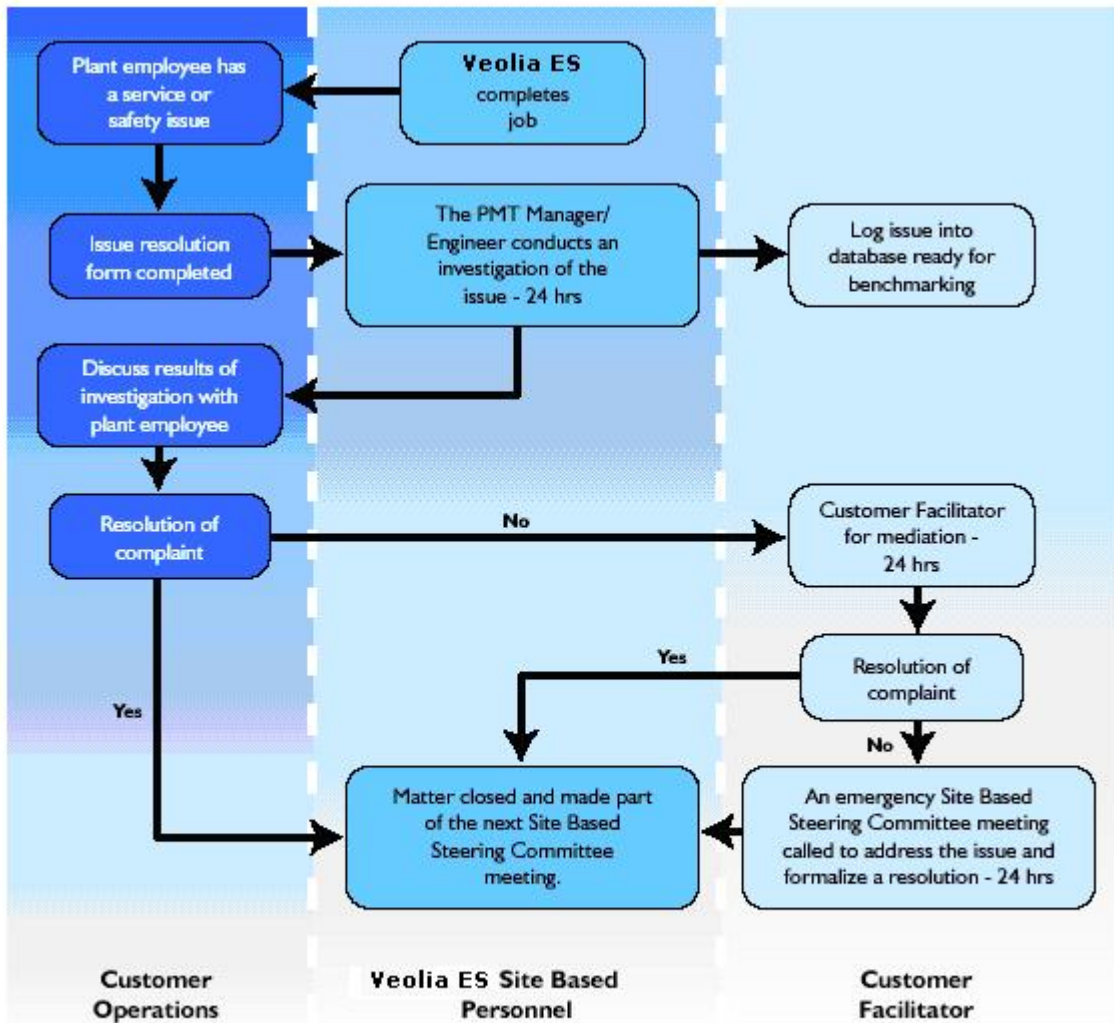 Plant employee has
a service or
safety issue
Veolia ES
completes
job
Issue resolution
form completed
The PMT Manager/
Engineer conducts an
investigation of the
issue - 24 hrs
Log issue into
database ready for
benchmarking
Discuss results of
investigation with
plant employee
Resolution of
complaint
No
Customer Facilitator
for mediation -
24 hrs
Yes
Resolution of
complaint
Yes
No
Matter closed and made part
of the next Site Based
Steering Committee
meeting.
An emergency Site Based
Steering Committee meeting
called to address the issue and
formalize a resolution - 24 hrs
Customer
Operations
Veolia ES Site Based
Personnel
Customer
Facilitator